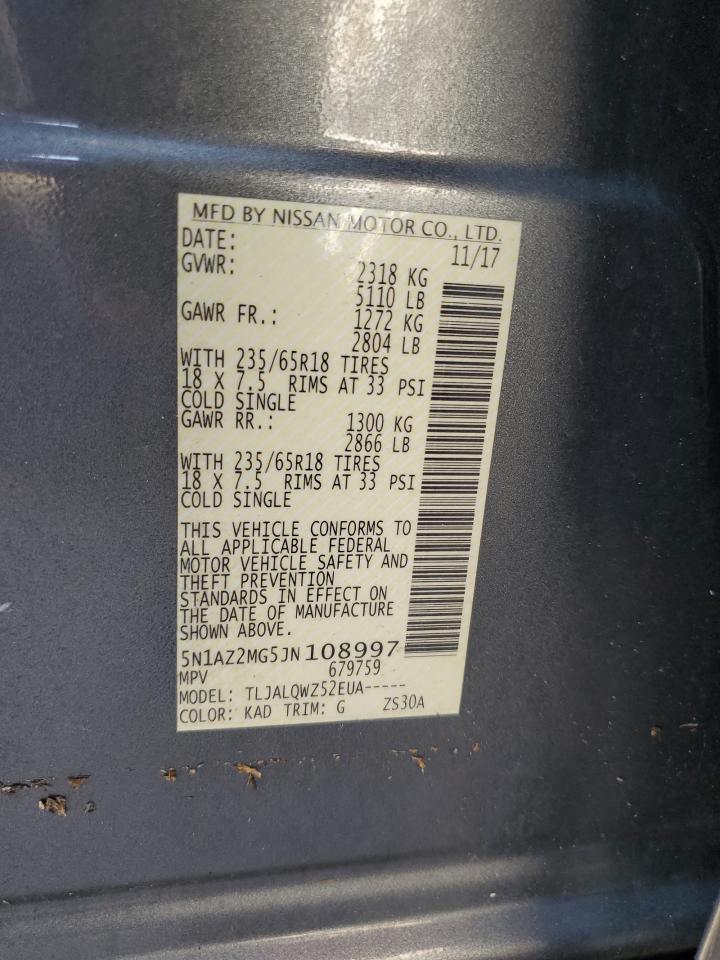 MFD BY NISSAN MOTOR CO., LTD.
DATE: 11/17
GVWR: 2318 KG
5110 LB
GAWR FR.: 1272 KG
2804 LB
WITH 235/65R18 TIRES
18 X 7.5 RIMS AT 33 PSI
COLD SINGLE
GAWR RR.: 1300 KG
2866 LB
WITH 235/65R18 TIRES
18 X 7.5 RIMS AT 33 PSI
COLD SINGLE
THIS VEHICLE CONFORMS TO
ALL APPLICABLE FEDERAL
MOTOR VEHICLE SAFETY AND
THEFT PREVENTION
STANDARDS IN EFFECT ON
THE DATE OF MANUFACTURE
SHOWN ABOVE.
5N1AZ2MG5JN108997
MPV 679759
MODEL: TLJALQWZ52EUA-----
COLOR: KAD TRIM: G ZS30A